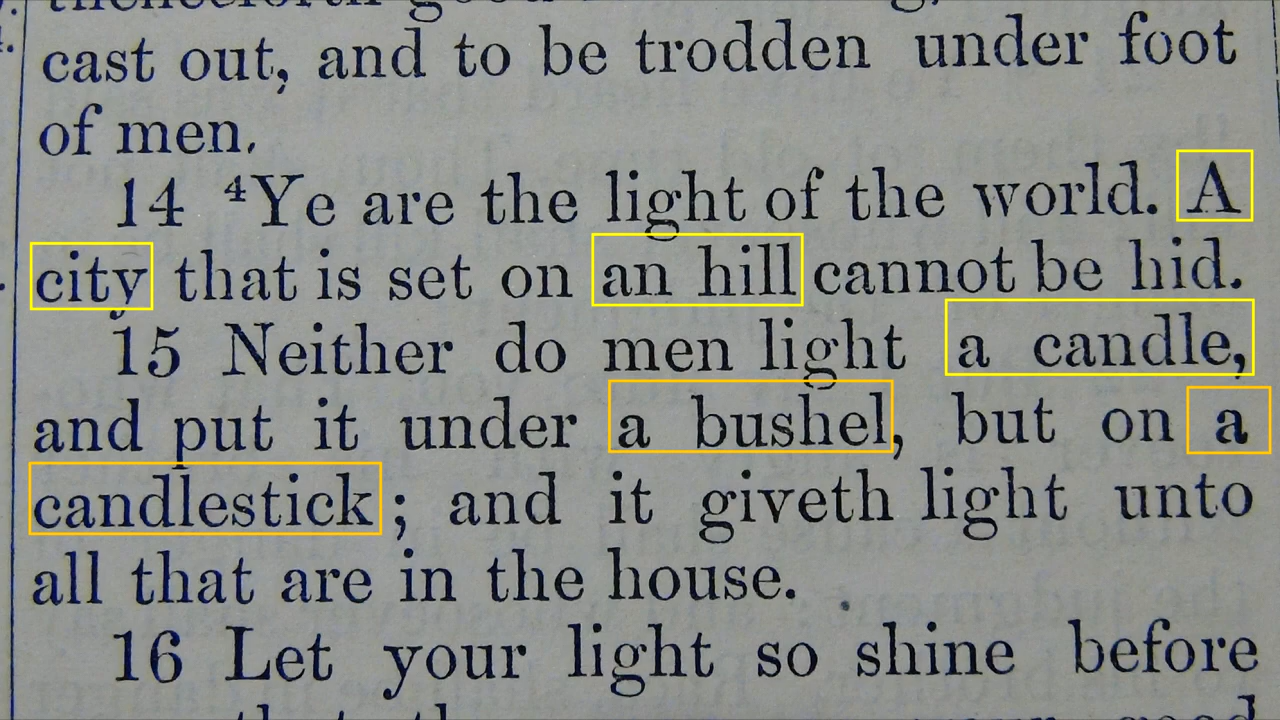 cast out, and to be trodden under foot
of men.
14 ⁴Ye are the light of the world. A
city that is set on an hill cannot be hid.
15 Neither do men light a candle,
and put it under a bushel, but on a
candlestick; and it giveth light unto
all that are in the house.
16 Let your light so shine before